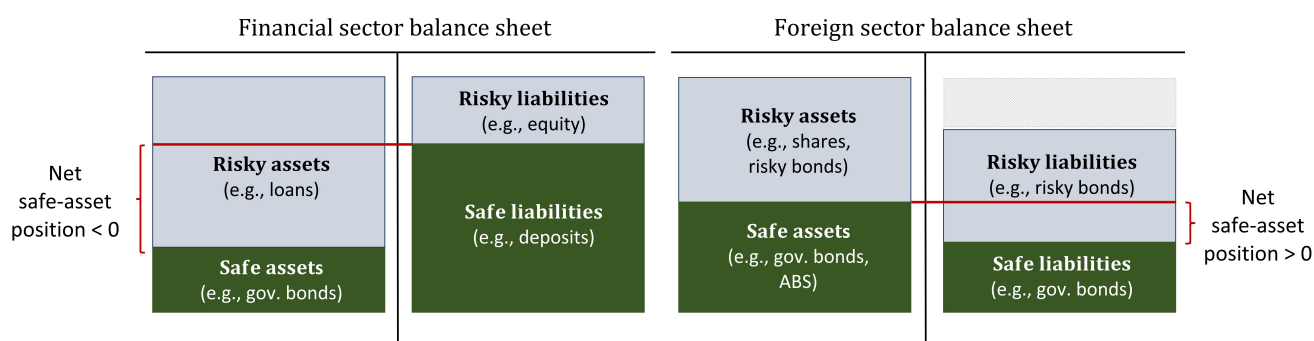 Financial sector balance sheet
Foreign sector balance sheet
Net
safe-asset
position < 0
Risky assets
(e.g., loans)
Safe assets
(e.g., gov. bonds)
Risky liabilities
(e.g., equity)
Safe liabilities
(e.g., deposits)
Risky assets
(e.g., shares,
risky bonds)
Safe assets
(e.g., gov. bonds,
ABS)
Risky liabilities
(e.g., risky bonds)
Safe liabilities
(e.g., gov. bonds)
Net
safe-asset
position > 0